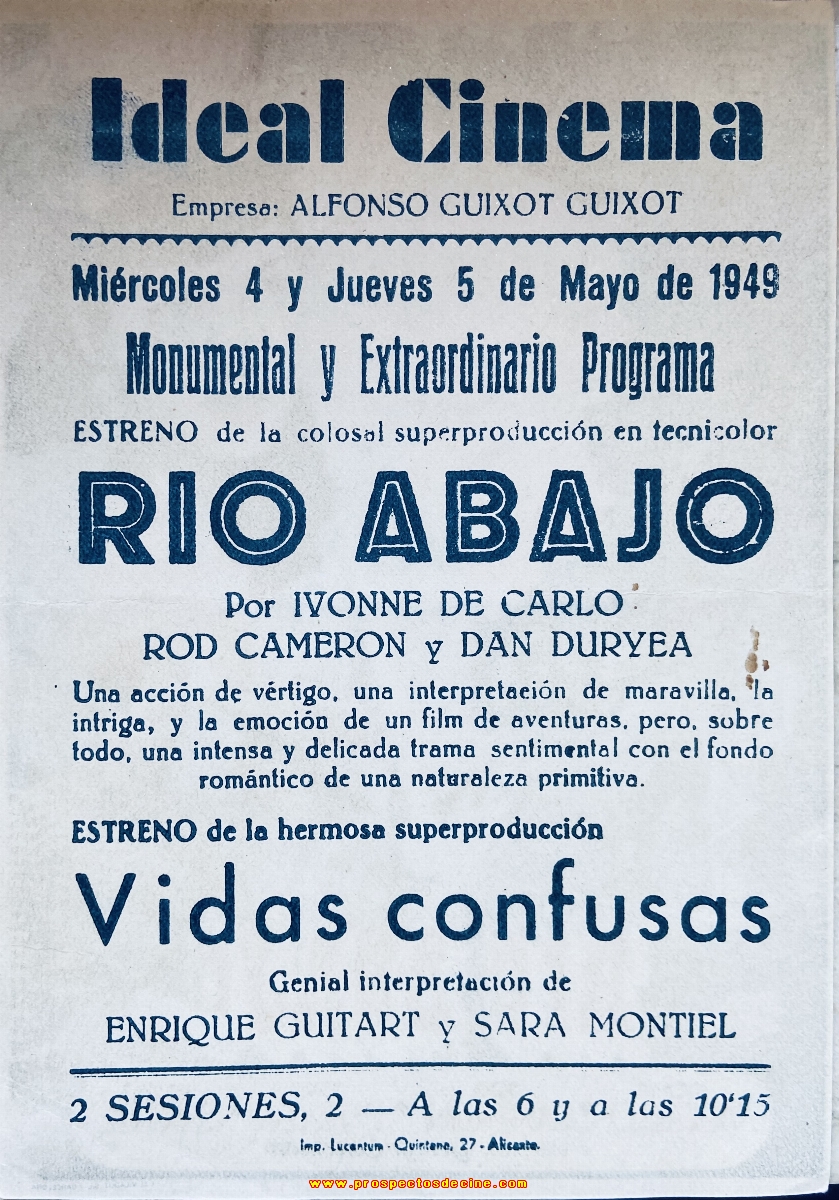 Ideal Cinema
Empresa: ALFONSO GUIXOT GUIXOT
Miércoles 4 y Jueves 5 de Mayo de 1949
Monumental y Extraordinario Programa
ESTRENO de la colosal superproducción en tecnicolor
RIO ABAJO
Por IVONNE DE CARLO
ROD CAMERON y DAN DURYEA
Una acción de vértigo, una interpretación de maravilla, la
intriga, y la emoción de un film de aventuras, pero, sobre
todo, una intensa y delicada trama sentimental con el fondo
romántico de una naturaleza primitiva.
ESTRENO de la hermosa superproducción
Vidas confusas
Genial interpretación de
ENRIQUE GUITART y SARA MONTIEL
2 SESIONES, 2 — A las 6 y a las 10'15
Imp. Lucentum - Quintana, 27 - Alicante.
www.prospectosdecine.com